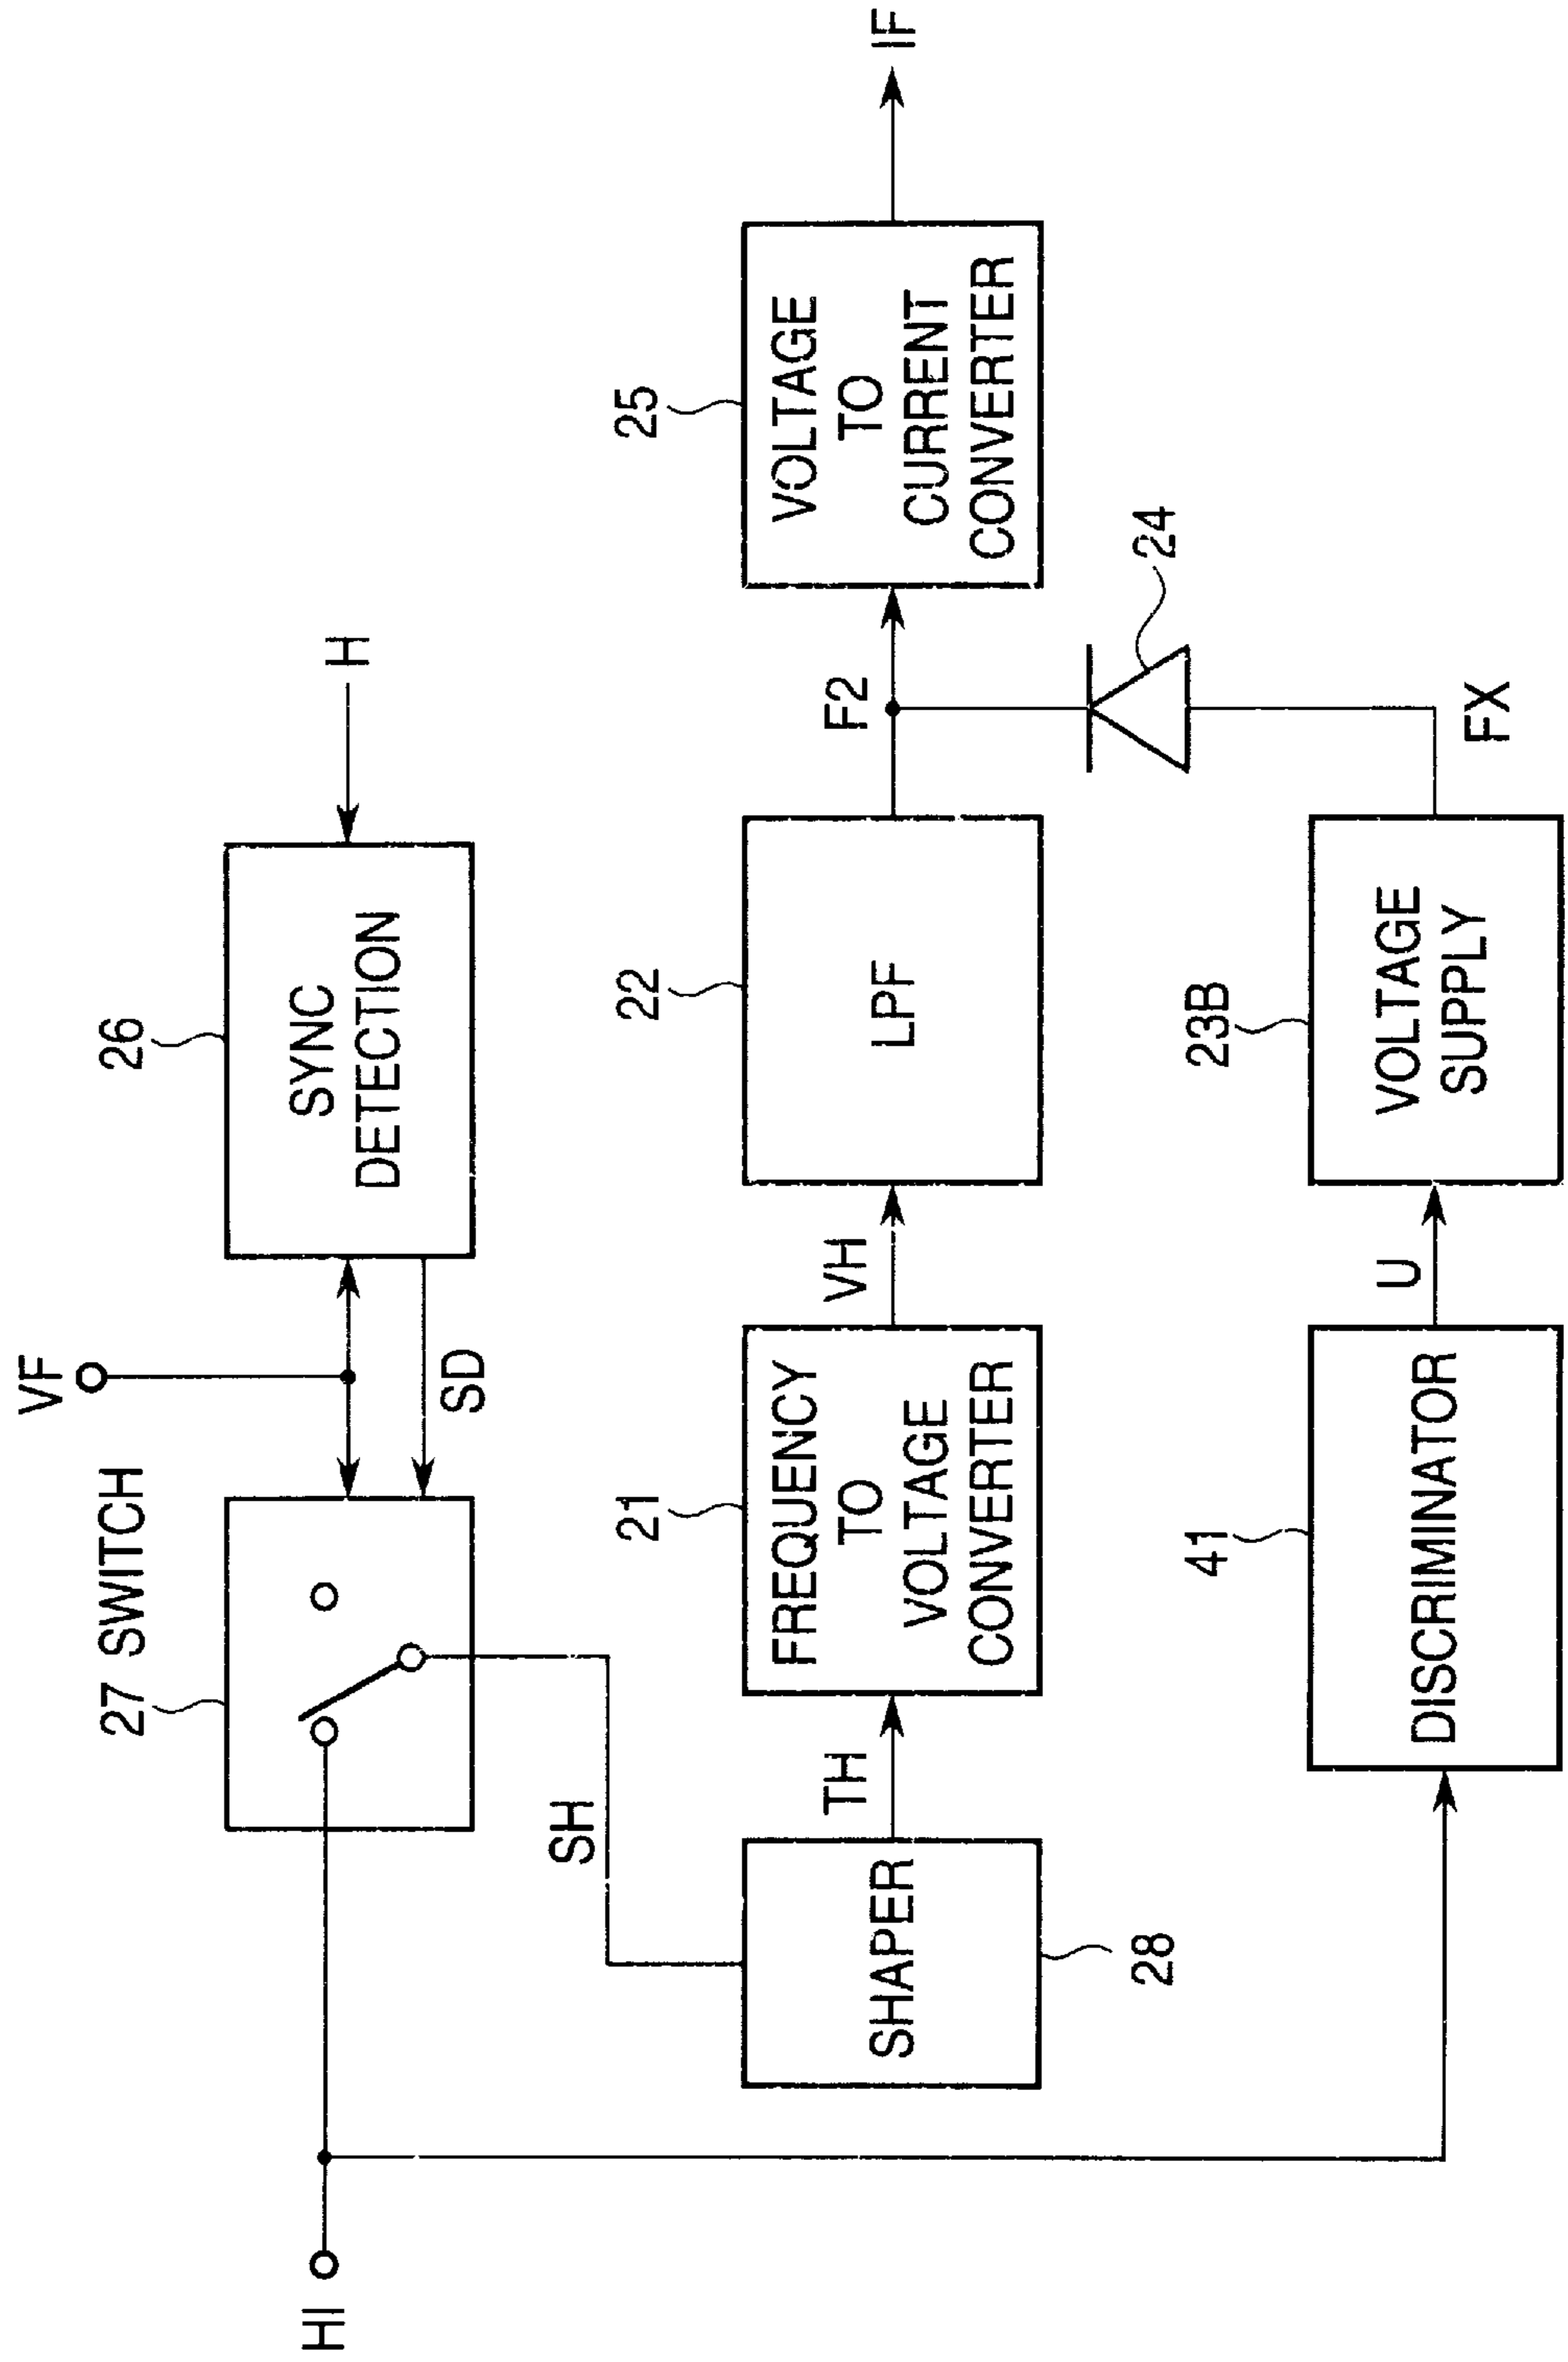 VF
27 SWITCH
26
SYNC
DETECTION
H
SD
SH
21
22
25
SHAPER
28
TH
FREQUENCY
TO
VOLTAGE
CONVERTER
VH
LPF
F2
VOLTAGE
TO
CURRENT
CONVERTER
IF
24
HI
41
DISCRIMINATOR
U
23B
VOLTAGE
SUPPLY
FX